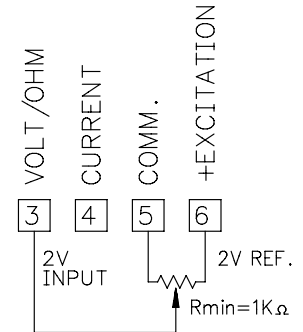 VOLT/OHM
CURRENT
COMM.
+EXCITATION
3
4
5
6
2V
INPUT
2V REF.
Rmin=1KΩ